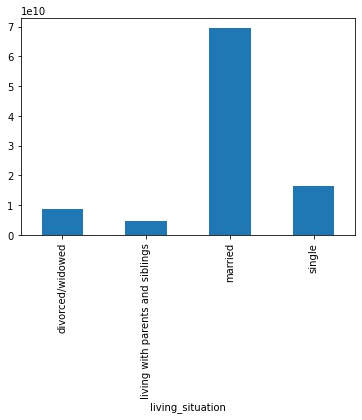 1e10
7
6
5
4
3
2
1
0
divorced/widowed
living with parents and siblings
married
single
living_situation